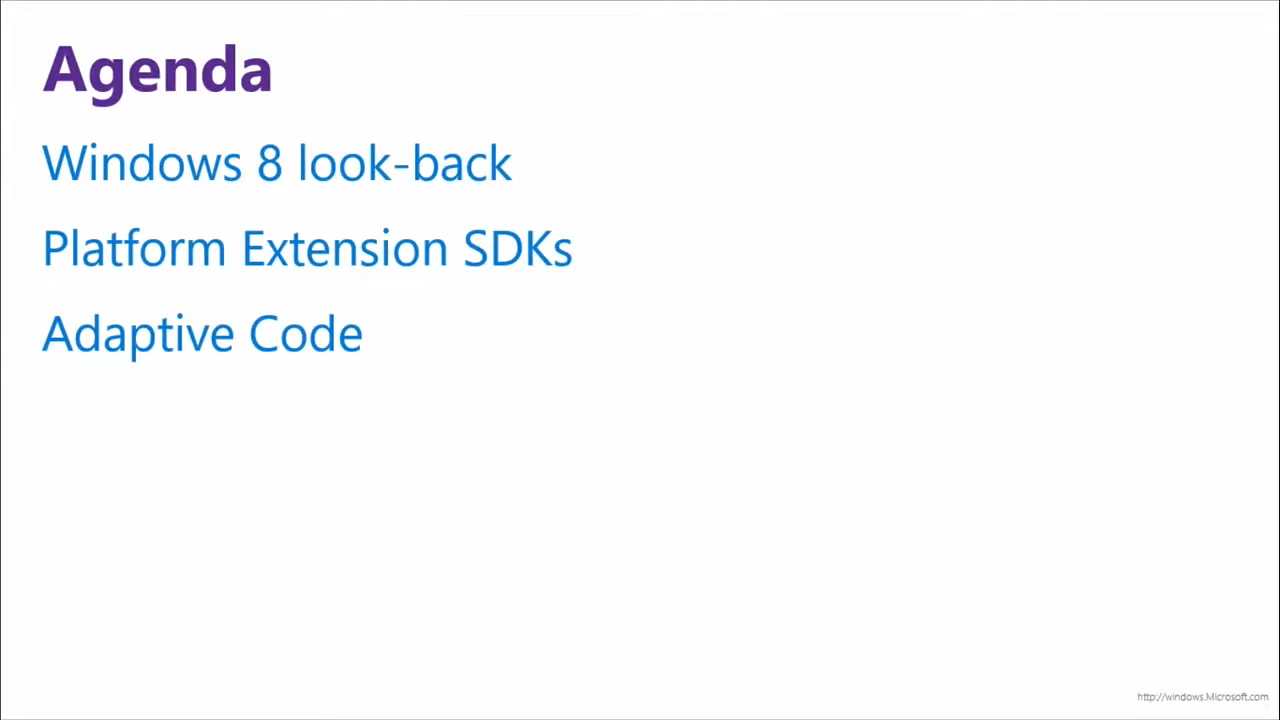 Agenda
Windows 8 look-back
Platform Extension SDKs
Adaptive Code
http://windows.Microsoft.com